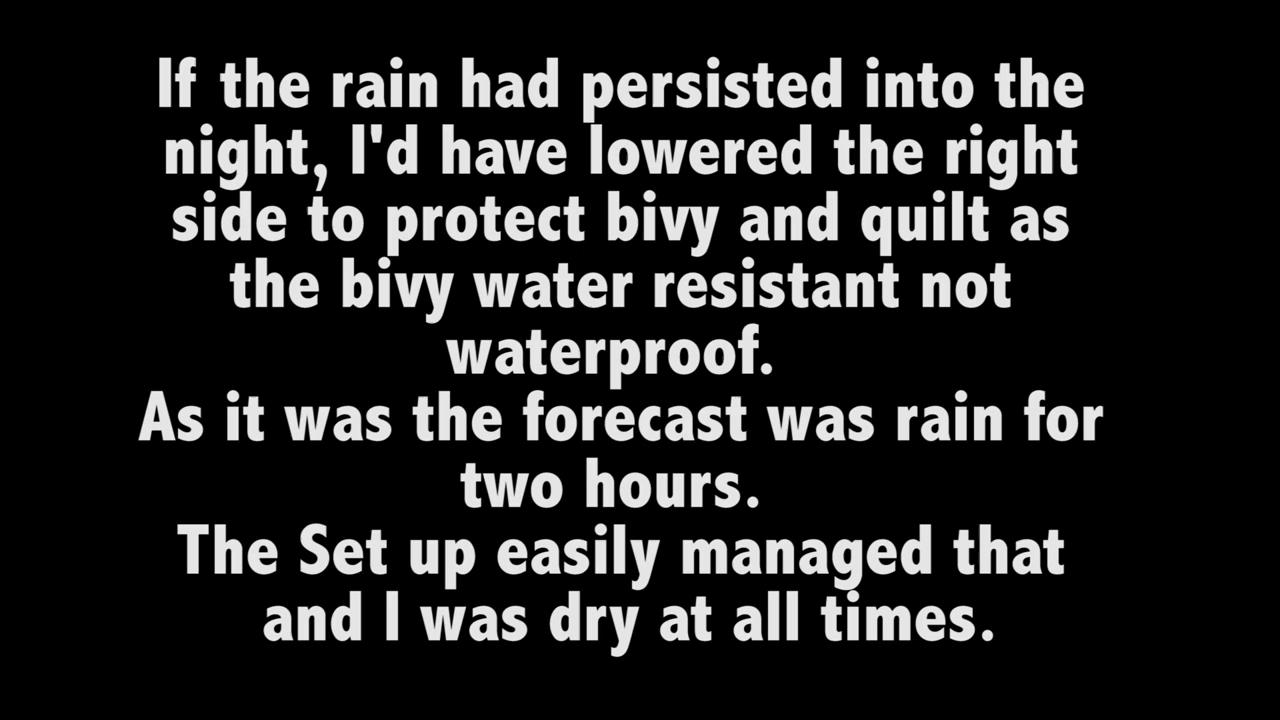 If the rain had persisted into the
night, I'd have lowered the right
side to protect bivy and quilt as
the bivy water resistant not
waterproof.
As it was the forecast was rain for
two hours.
The Set up easily managed that
and I was dry at all times.